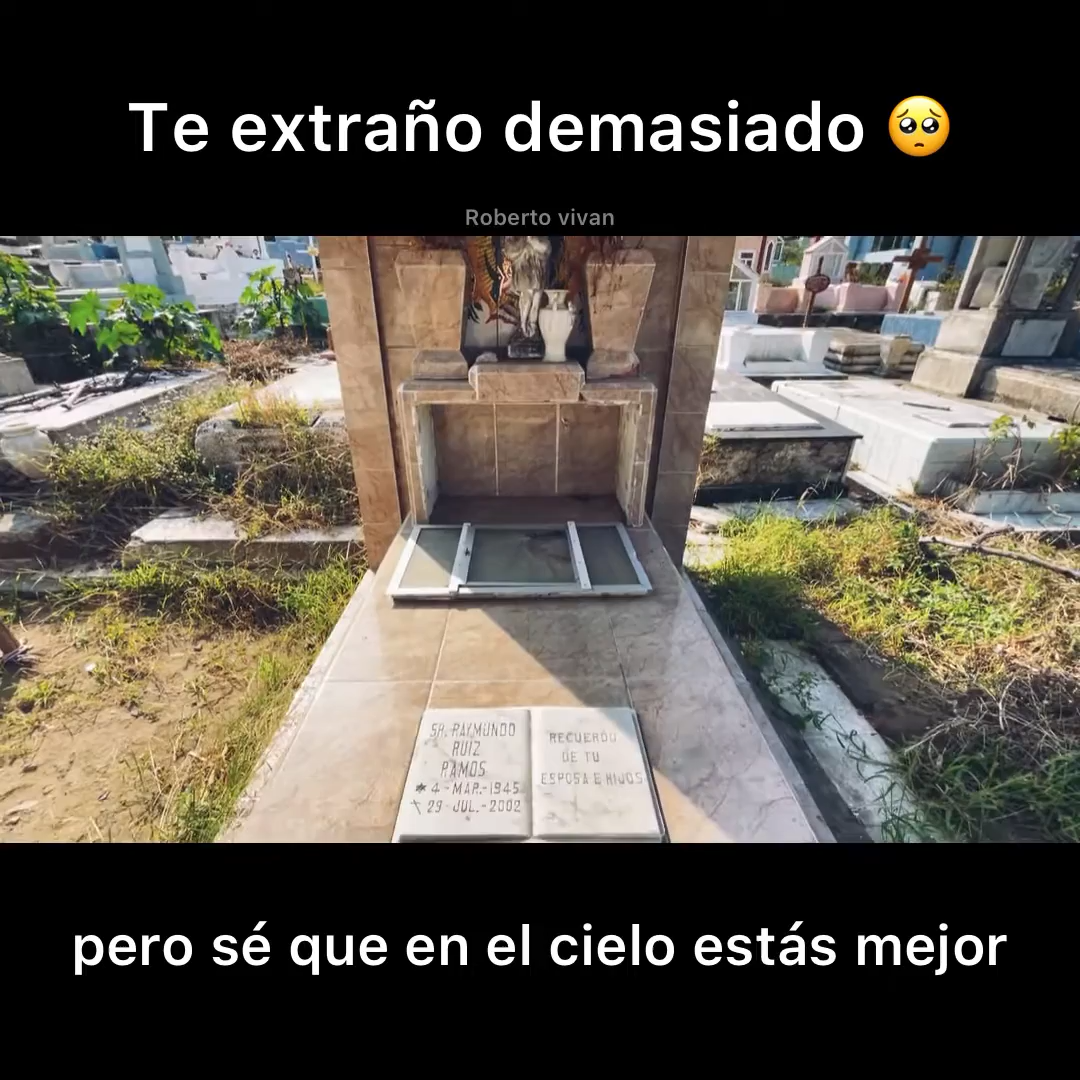 Te extraño demasiado 🥺
Roberto vivan
SR. RAYMUNDO
RUIZ
RAMOS
* 4 - MAR.-1945
† 29 - JUL.-2002
RECUERDO
DE TU
ESPOSA E HIJOS
pero sé que en el cielo estás mejor